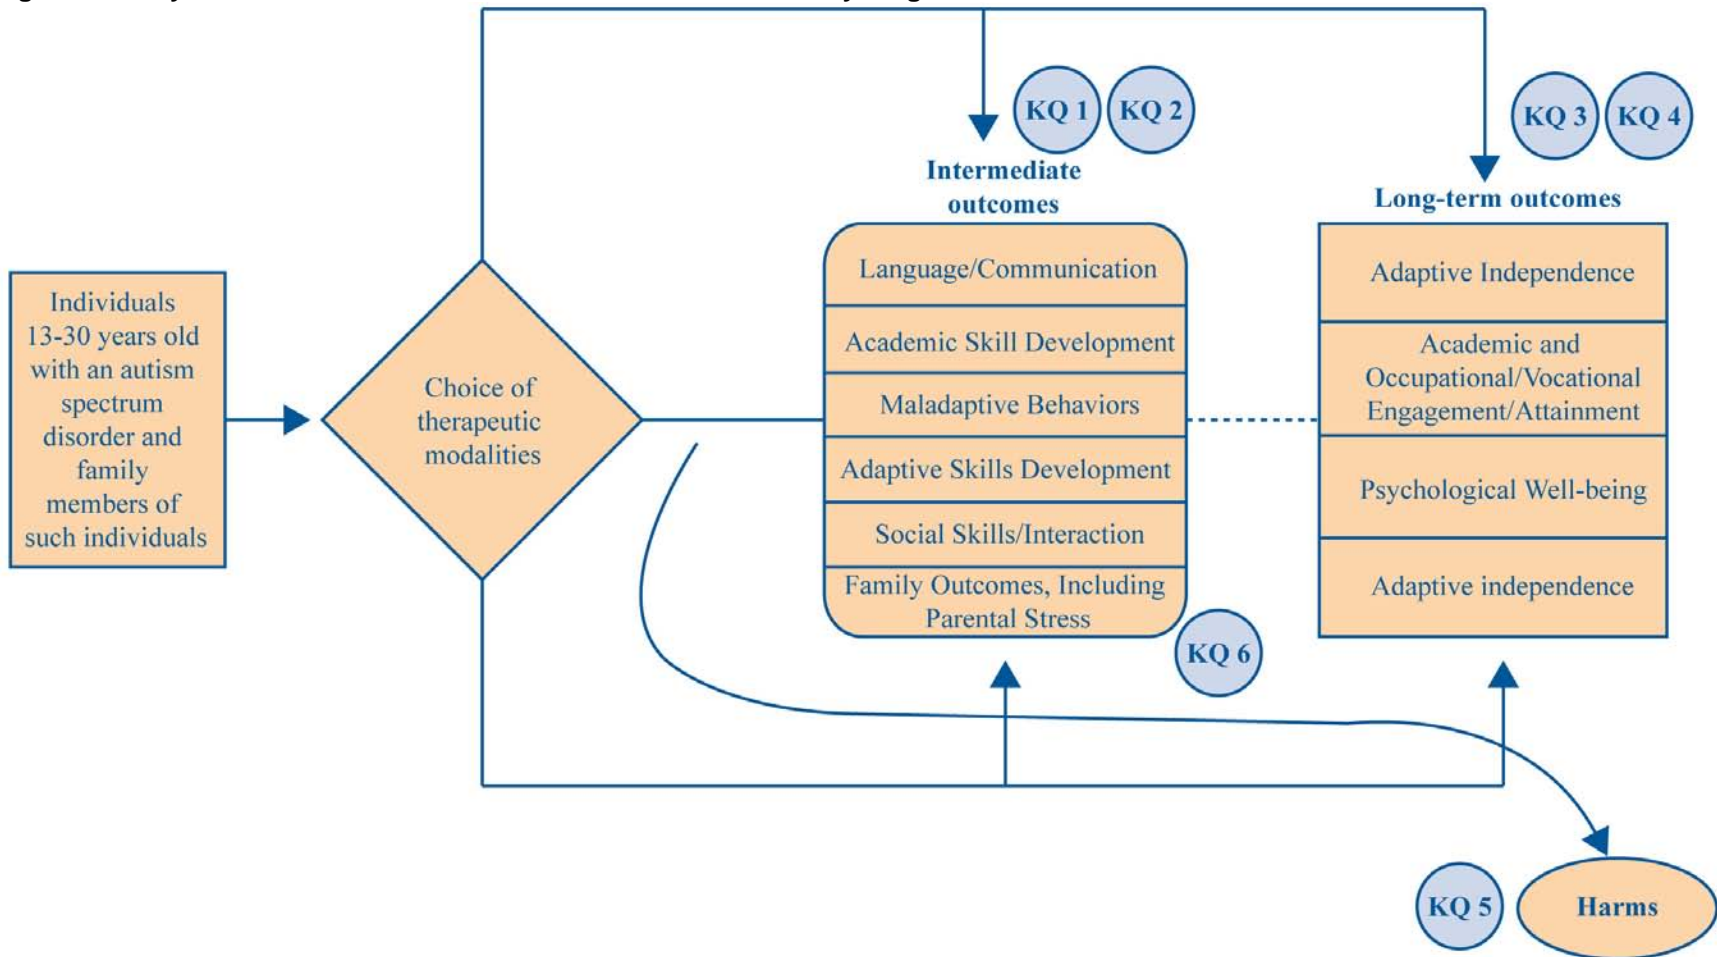 KQ 1
KQ 2
KQ 3
KQ 4
Intermediate
outcomes
Long-term outcomes
Individuals
13-30 years old
with an autism
spectrum
disorder and
family
members of
such individuals
Choice of
therapeutic
modalities
Language/Communication
Academic Skill Development
Maladaptive Behaviors
Adaptive Skills Development
Social Skills/Interaction
Family Outcomes, Including
Parental Stress
KQ 6
Adaptive Independence
Academic and
Occupational/Vocational
Engagement/Attainment
Psychological Well-being
Adaptive independence
KQ 5
Harms